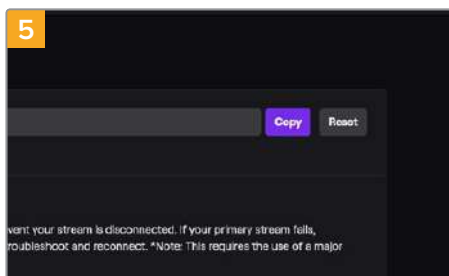 5
Copy Reset
vent your stream is disconnected. If your primary stream fails,
roubleshoot and reconnect. *Note: This requires the use of a major